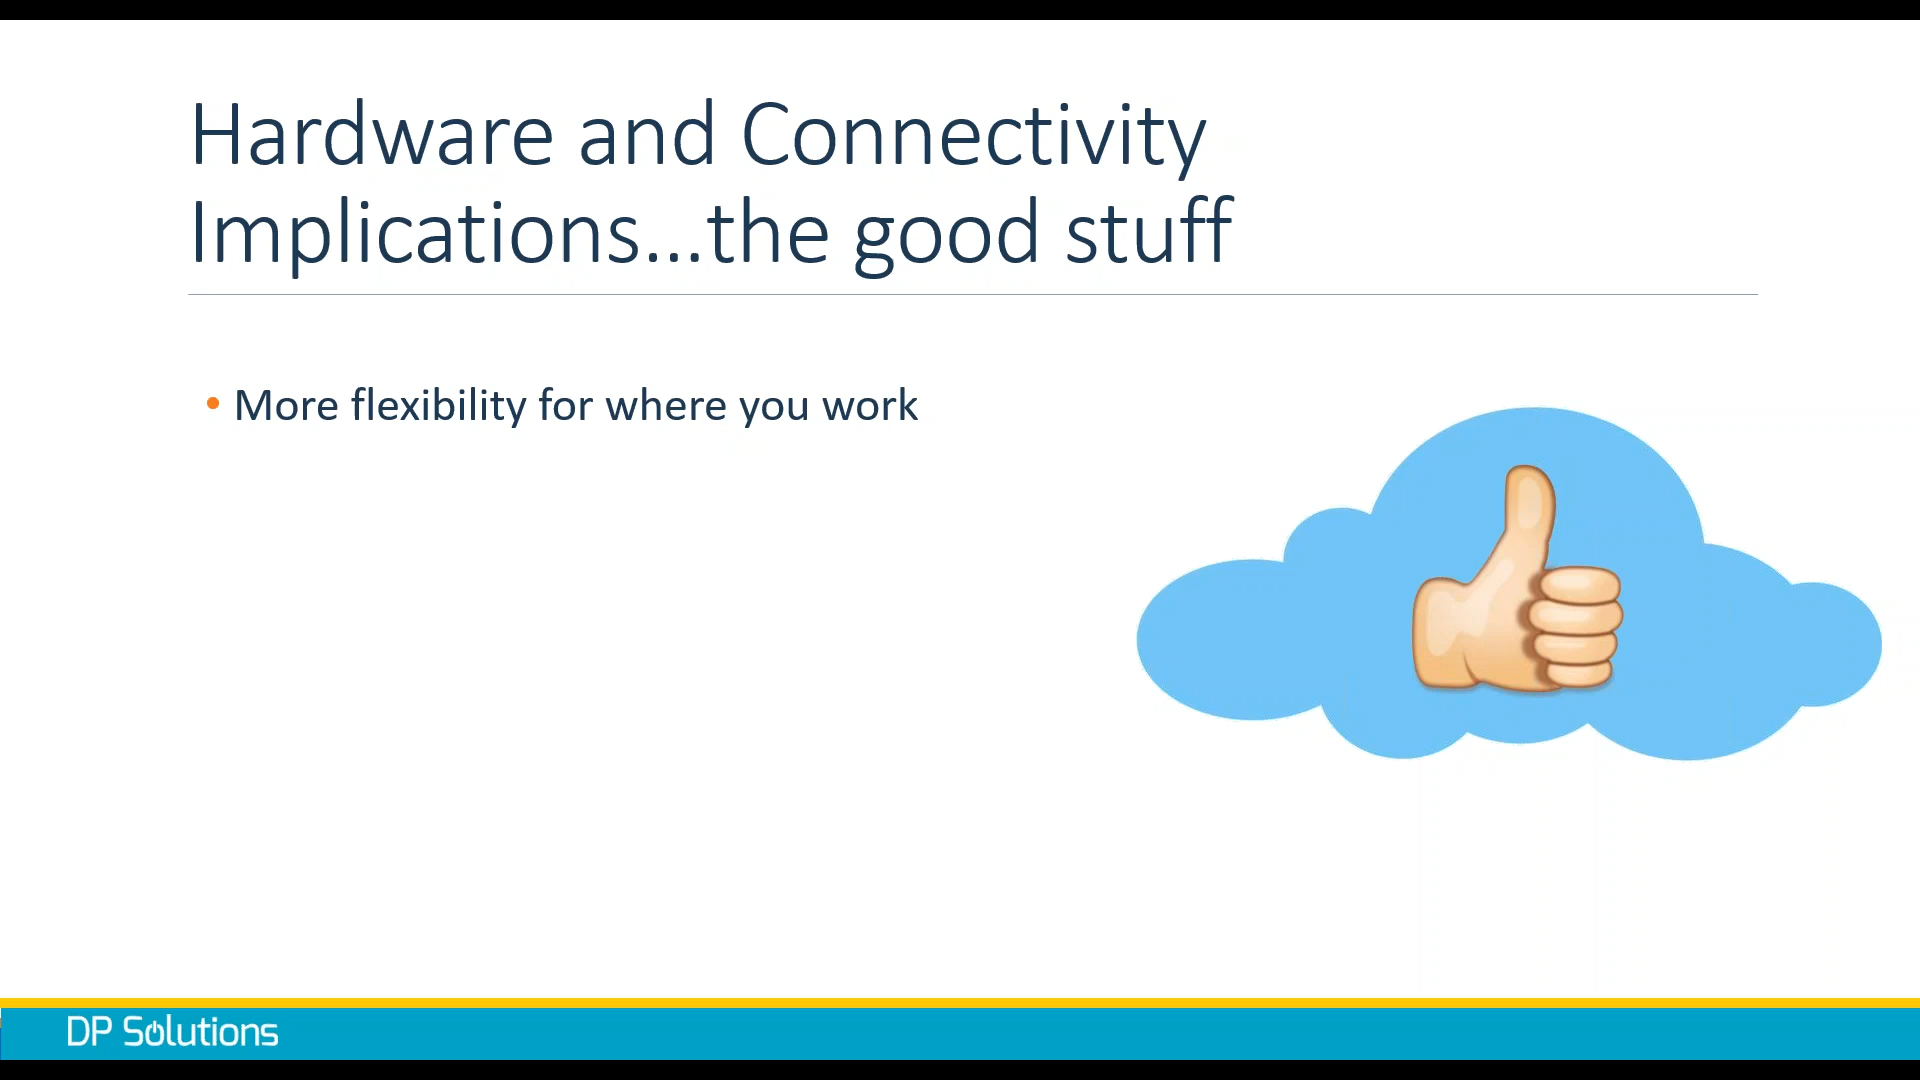 Hardware and Connectivity
Implications...the good stuff
• More flexibility for where you work
DP Solutions